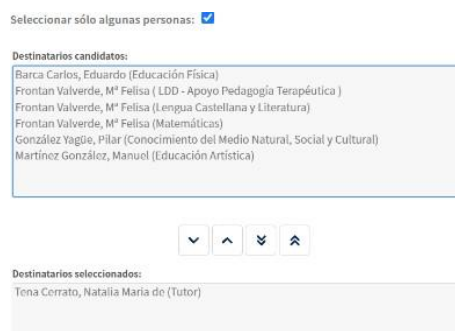 Seleccionar sólo algunas personas:
Destinatarios candidatos:
Barca Carlos, Eduardo (Educación Física)
Frontan Valverde, Mª Felisa ( LDD - Apoyo Pedagogía Terapéutica )
Frontan Valverde, Mª Felisa (Lengua Castellana y Literatura)
Frontan Valverde, Mª Felisa (Matemáticas)
González Yagüe, Pilar (Conocimiento del Medio Natural, Social y Cultural)
Martínez González, Manuel (Educación Artística)
Destinatarios seleccionados:
Tena Cerrato, Natalia Maria de (Tutor)